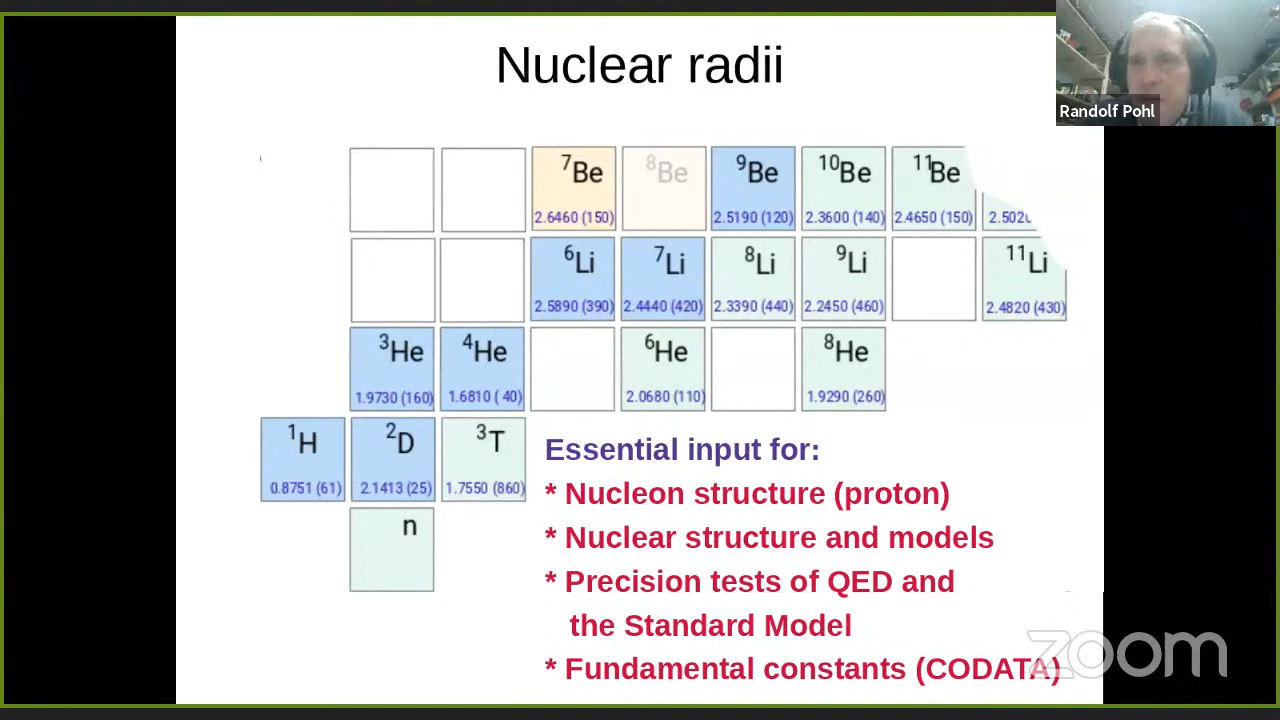 Nuclear radii
Randolf Pohl
7Be 8Be 9Be 10Be 11Be
2.6460 (150) 2.5190 (120) 2.3600 (140) 2.4650 (150) 2.502
6Li 7Li 8Li 9Li 11Li
2.5890 (390) 2.4440 (420) 2.3390 (440) 2.2450 (460) 2.4820 (430)
3He 4He 6He 8He
1.9730 (160) 1.6810 ( 40) 2.0680 (110) 1.9290 (260)
1H 2D 3T
0.8751 (61) 2.1413 (25) 1.7550 (860)
n
Essential input for:
* Nucleon structure (proton)
* Nuclear structure and models
* Precision tests of QED and
the Standard Model
* Fundamental constants (CODATA)
zoom